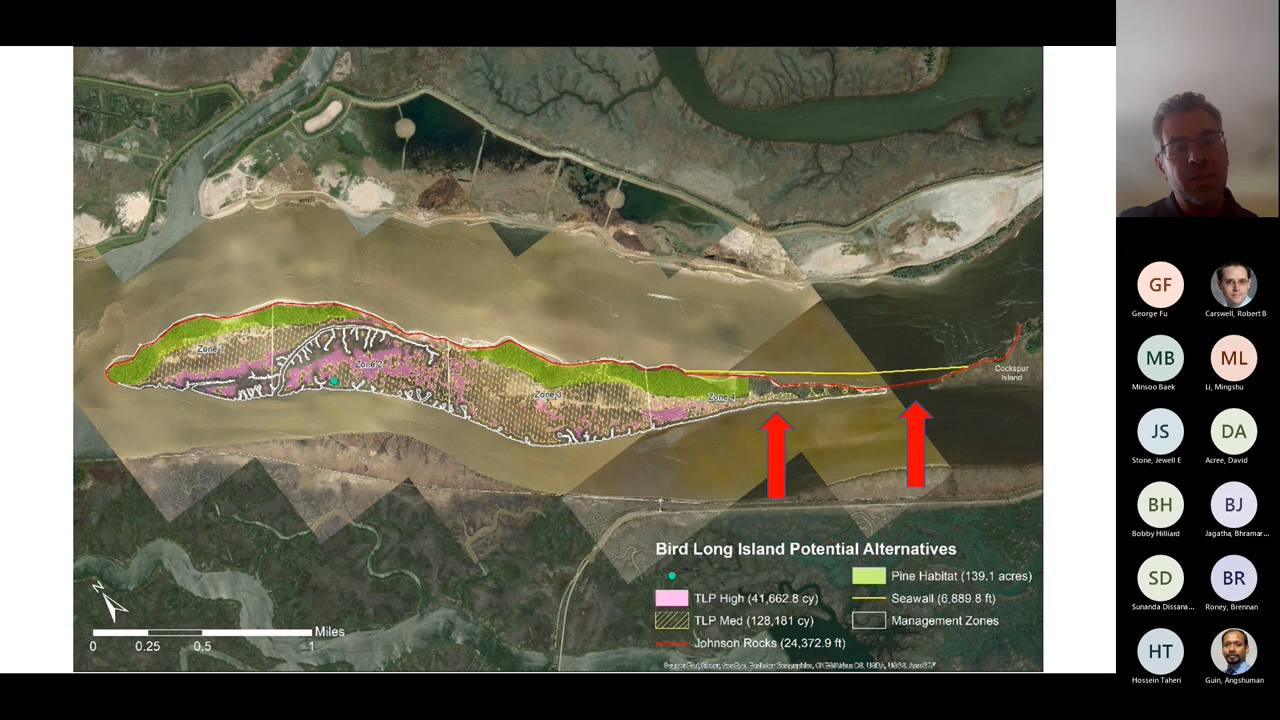 Zone 2
Zone 3
Zone 4
Cockspur
Island
Bird Long Island Potential Alternatives
Pine Habitat (139.1 acres)
TLP High (41,662.8 cy)
Seawall (6,889.8 ft)
TLP Med (128,181 cy)
Management Zones
Johnson Rocks (24,372.9 ft)
N
Miles
0 0.25 0.5 1
GF
George Fu
Carswell, Robert B
MB
Minsoo Baek
ML
Li, Mingshu
JS
Stone, Jewell E
DA
Acree, David
BH
Bobby Hilliard
BJ
Jagatha, Bhramar...
SD
Sunanda Dissana...
BR
Roney, Brennan
HT
Hossein Taheri
Guin, Angshuman